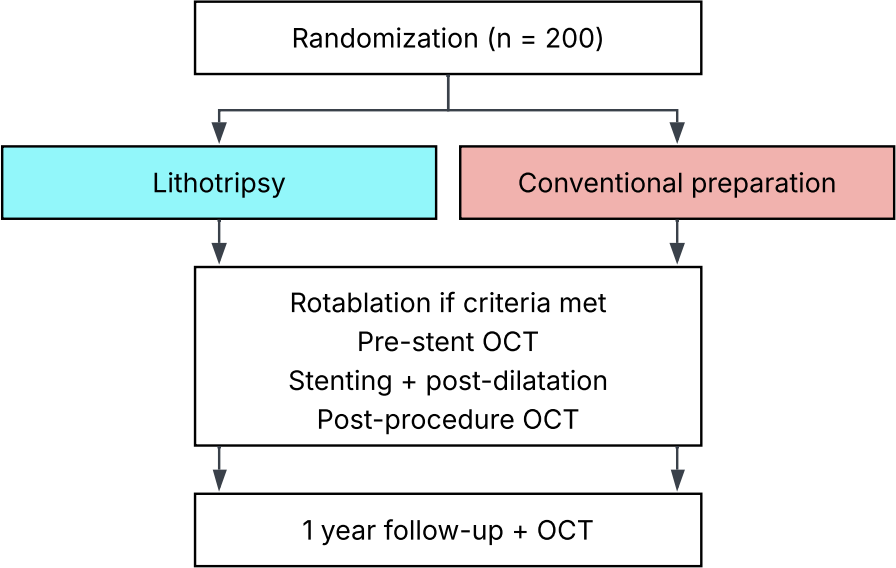 Randomization (n = 200)
Lithotripsy
Conventional preparation
Rotablation if criteria met
Pre-stent OCT
Stenting + post-dilatation
Post-procedure OCT
1 year follow-up + OCT